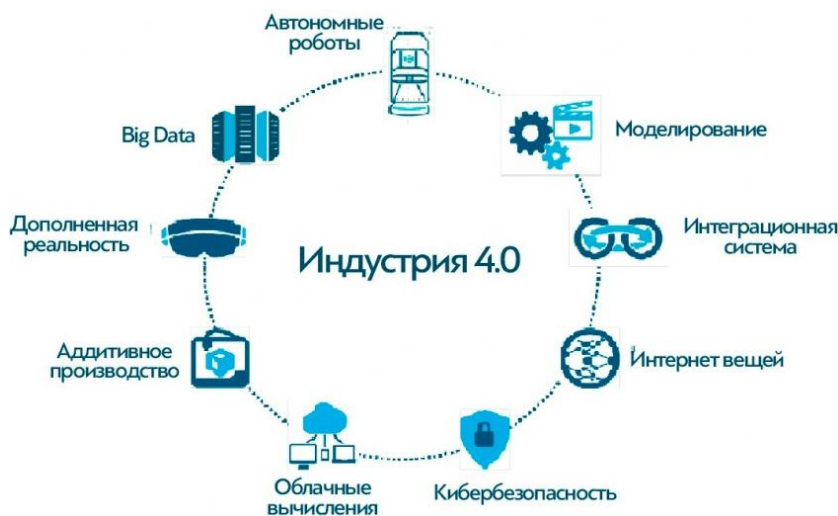 Автономные
роботы
Big Data
Моделирование
Дополненная
реальность
Интеграционная
система
Индустрия 4.0
Аддитивное
производство
Интернет вещей
Облачные
вычисления
Кибербезопасность